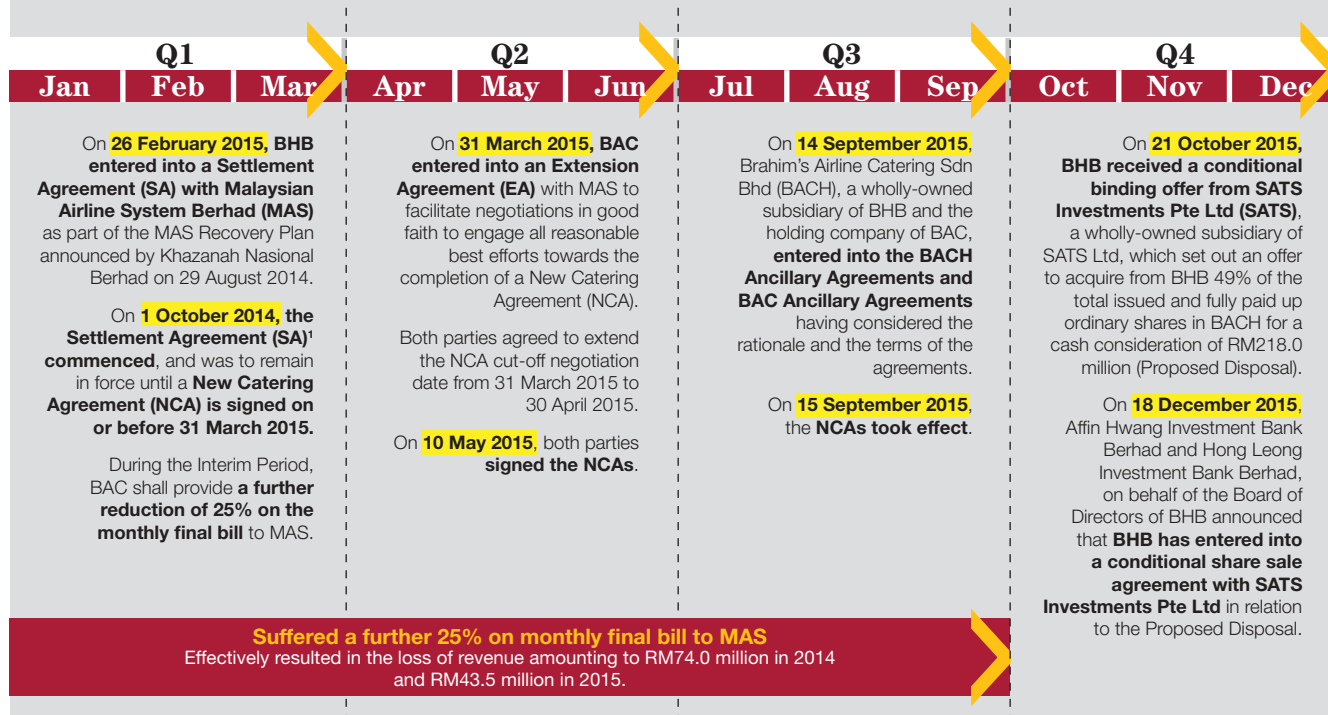 Q1
Jan Feb Mar
On 26 February 2015, BHB
entered into a Settlement
Agreement (SA) with Malaysian
Airline System Berhad (MAS)
as part of the MAS Recovery Plan
announced by Khazanah Nasional
Berhad on 29 August 2014.
On 1 October 2014, the
Settlement Agreement (SA)¹
commenced, and was to remain
in force until a New Catering
Agreement (NCA) is signed on
or before 31 March 2015.
During the Interim Period,
BAC shall provide a further
reduction of 25% on the
monthly final bill to MAS.
Q2
Apr May Jun
On 31 March 2015, BAC
entered into an Extension
Agreement (EA) with MAS to
facilitate negotiations in good
faith to engage all reasonable
best efforts towards the
completion of a New Catering
Agreement (NCA).
Both parties agreed to extend
the NCA cut-off negotiation
date from 31 March 2015 to
30 April 2015.
On 10 May 2015, both parties
signed the NCAs.
Q3
Jul Aug Sep
On 14 September 2015,
Brahim's Airline Catering Sdn
Bhd (BACH), a wholly-owned
subsidiary of BHB and the
holding company of BAC,
entered into the BACH
Ancillary Agreements and
BAC Ancillary Agreements
having considered the
rationale and the terms of the
agreements.
On 15 September 2015,
the NCAs took effect.
Q4
Oct Nov Dec
On 21 October 2015,
BHB received a conditional
binding offer from SATS
Investments Pte Ltd (SATS),
a wholly-owned subsidiary of
SATS Ltd, which set out an offer
to acquire from BHB 49% of the
total issued and fully paid up
ordinary shares in BACH for a
cash consideration of RM218.0
million (Proposed Disposal).
On 18 December 2015,
Affin Hwang Investment Bank
Berhad and Hong Leong
Investment Bank Berhad,
on behalf of the Board of
Directors of BHB announced
that BHB has entered into
a conditional share sale
agreement with SATS
Investments Pte Ltd in relation
to the Proposed Disposal.
Suffered a further 25% on monthly final bill to MAS
Effectively resulted in the loss of revenue amounting to RM74.0 million in 2014
and RM43.5 million in 2015.